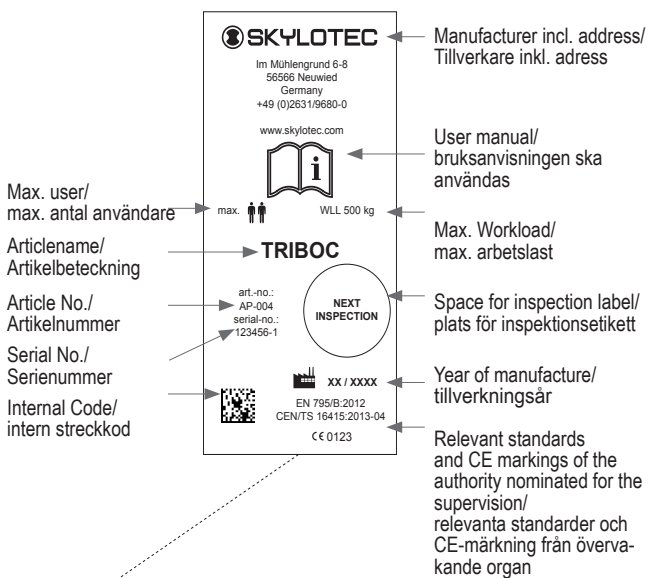 SKYLOTEC
Im Mühlengrund 6-8
56566 Neuwied
Germany
+49 (0)2631/9680-0
www.skylotec.com
i
max.
WLL 500 kg
TRIBOC
art.-no.:
AP-004
serial-no.:
123456-1
NEXT
INSPECTION
XX / XXXX
EN 795/B:2012
CEN/TS 16415:2013-04
CE 0123
Max. user/
max. antal användare
Articlename/
Artikelbeteckning
Article No./
Artikelnummer
Serial No./
Serienummer
Internal Code/
intern streckkod
Manufacturer incl. address/
Tillverkare inkl. adress
User manual/
bruksanvisningen ska
användas
Max. Workload/
max. arbetslast
Space for inspection label/
plats för inspektionsetikett
Year of manufacture/
tillverkningsår
Relevant standards
and CE markings of the
authority nominated for the
supervision/
relevanta standarder och
CE-märkning från överva-
kande organ